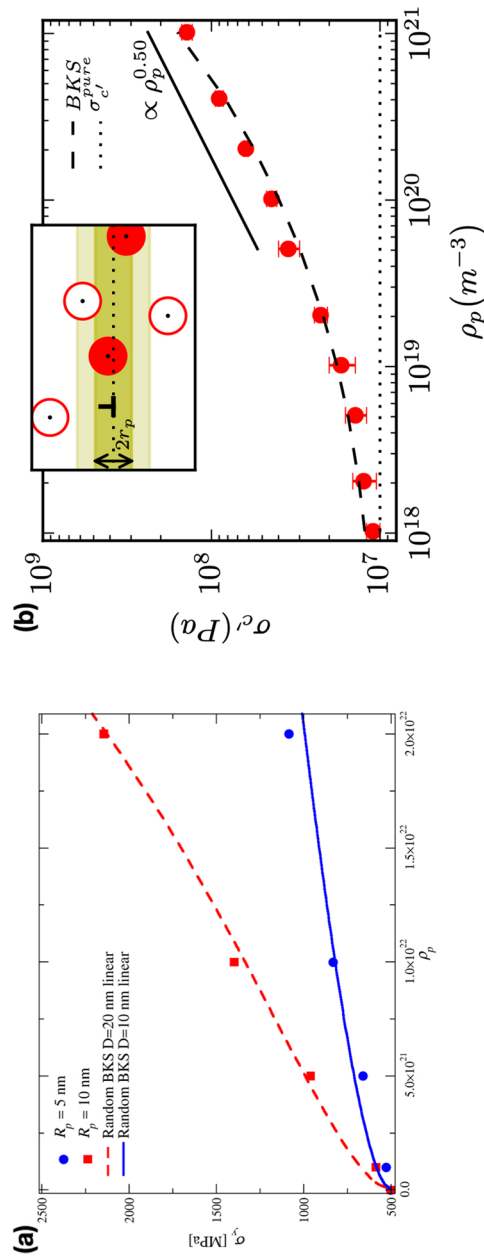 (a)
2500
2000
1500
1000
500
σ_y [MPa]
R_p = 5 nm
R_p = 10 nm
Random BKS D=20 nm linear
Random BKS D=10 nm linear
0.0
5.0×10^21
1.0×10^22
1.5×10^22
2.0×10^22
ρ_p
(b)
10^9
10^8
10^7
σ_c'(Pa)
2r_p
BKS
σ_c'^pure
∝ ρ_p^0.50
10^18
10^19
10^20
10^21
ρ_p(m^-3)